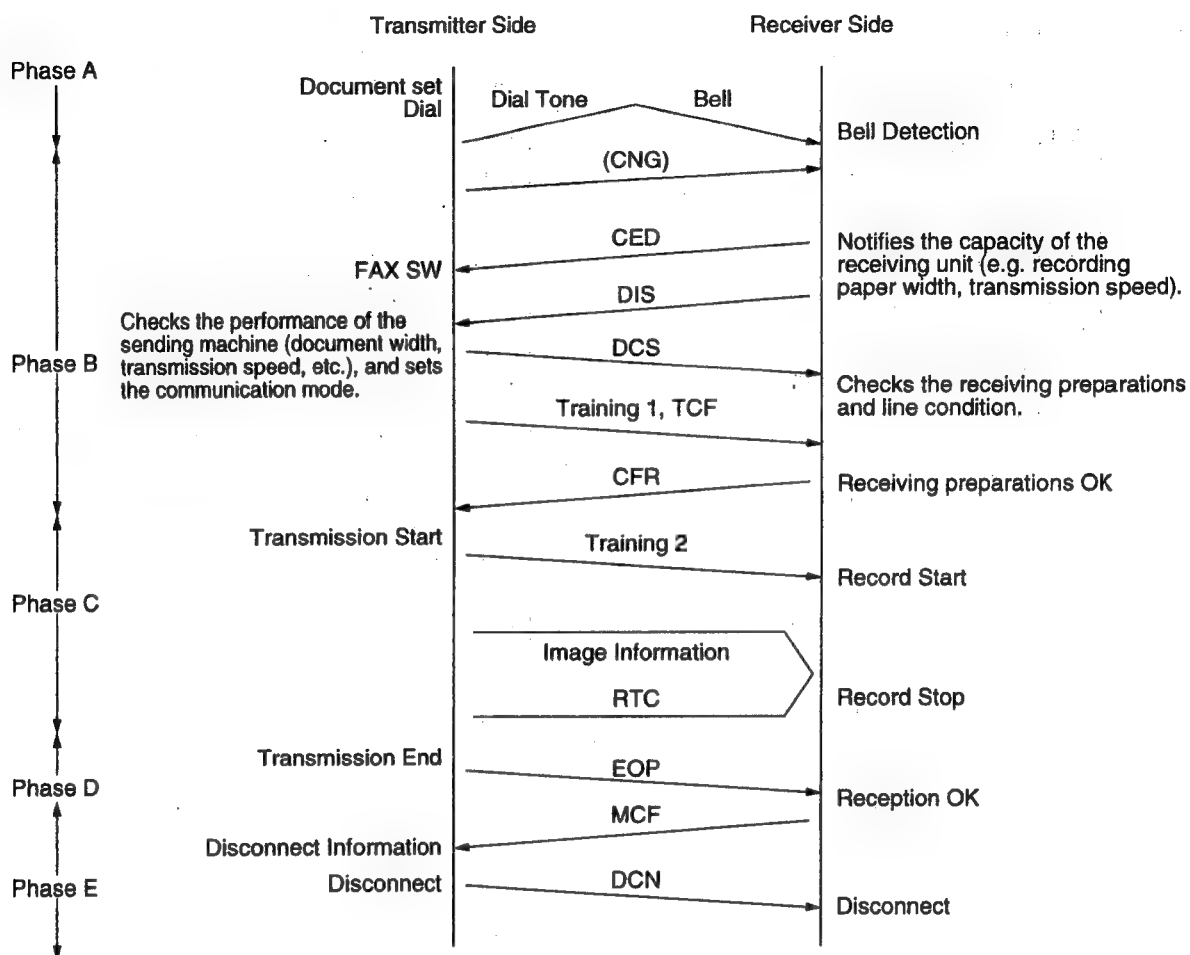 Transmitter Side
Receiver Side
Phase A
Document set
Dial
Dial Tone
Bell
Bell Detection
(CNG)
CED
Notifies the capacity of the
receiving unit (e.g. recording
paper width, transmission speed).
FAX SW
DIS
Checks the performance of the
sending machine (document width,
transmission speed, etc.), and sets
the communication mode.
Phase B
DCS
Checks the receiving preparations
and line condition.
Training 1, TCF
CFR
Receiving preparations OK
Transmission Start
Training 2
Record Start
Phase C
Image Information
RTC
Record Stop
Transmission End
EOP
Phase D
Reception OK
MCF
Disconnect Information
Phase E
Disconnect
DCN
Disconnect